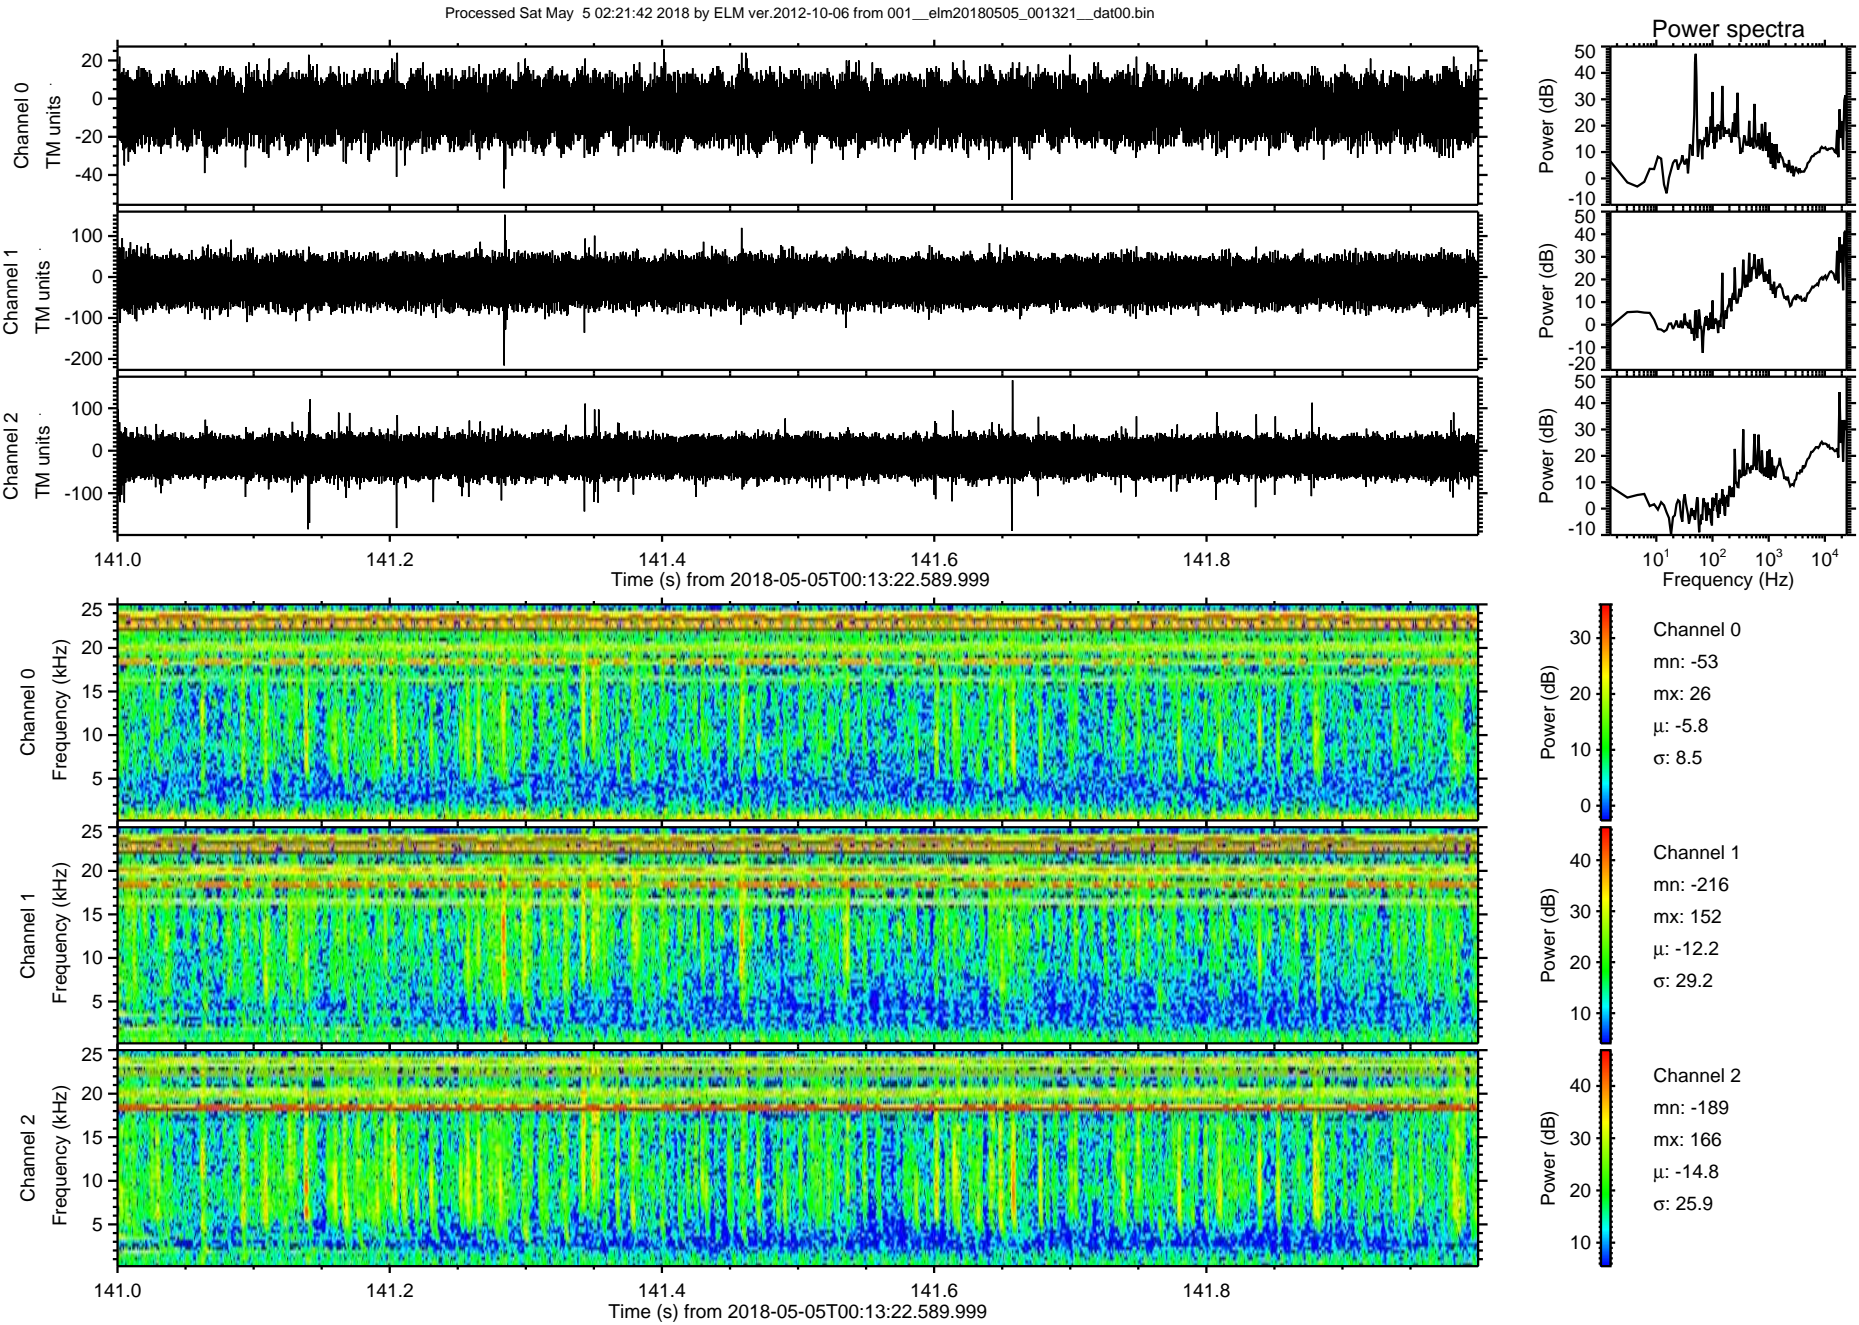 Processed Sat May  5 02:21:42 2018 by ELM ver.2012-10-06 from 001__elm20180505_001321__dat00.bin
Power spectra
Channel 0
TM units
20
0
-20
-40
Power (dB)
50
40
30
20
10
0
-10
Channel 1
TM units
100
0
-100
-200
Power (dB)
50
40
30
20
10
0
-10
-20
Channel 2
TM units
100
0
-100
Power (dB)
50
40
30
20
10
0
-10
141.0 141.2 141.4 141.6 141.8
Time (s) from 2018-05-05T00:13:22.589.999
10^1 10^2 10^3 10^4
Frequency (Hz)
Channel 0
Frequency (kHz)
25
20
15
10
5
Power (dB)
30
20
10
0
Channel 0
mn: -53
mx: 26
μ: -5.8
σ: 8.5
Channel 1
Frequency (kHz)
25
20
15
10
5
Power (dB)
40
30
20
10
Channel 1
mn: -216
mx: 152
μ: -12.2
σ: 29.2
Channel 2
Frequency (kHz)
25
20
15
10
5
Power (dB)
40
30
20
10
Channel 2
mn: -189
mx: 166
μ: -14.8
σ: 25.9
141.0 141.2 141.4 141.6 141.8
Time (s) from 2018-05-05T00:13:22.589.999